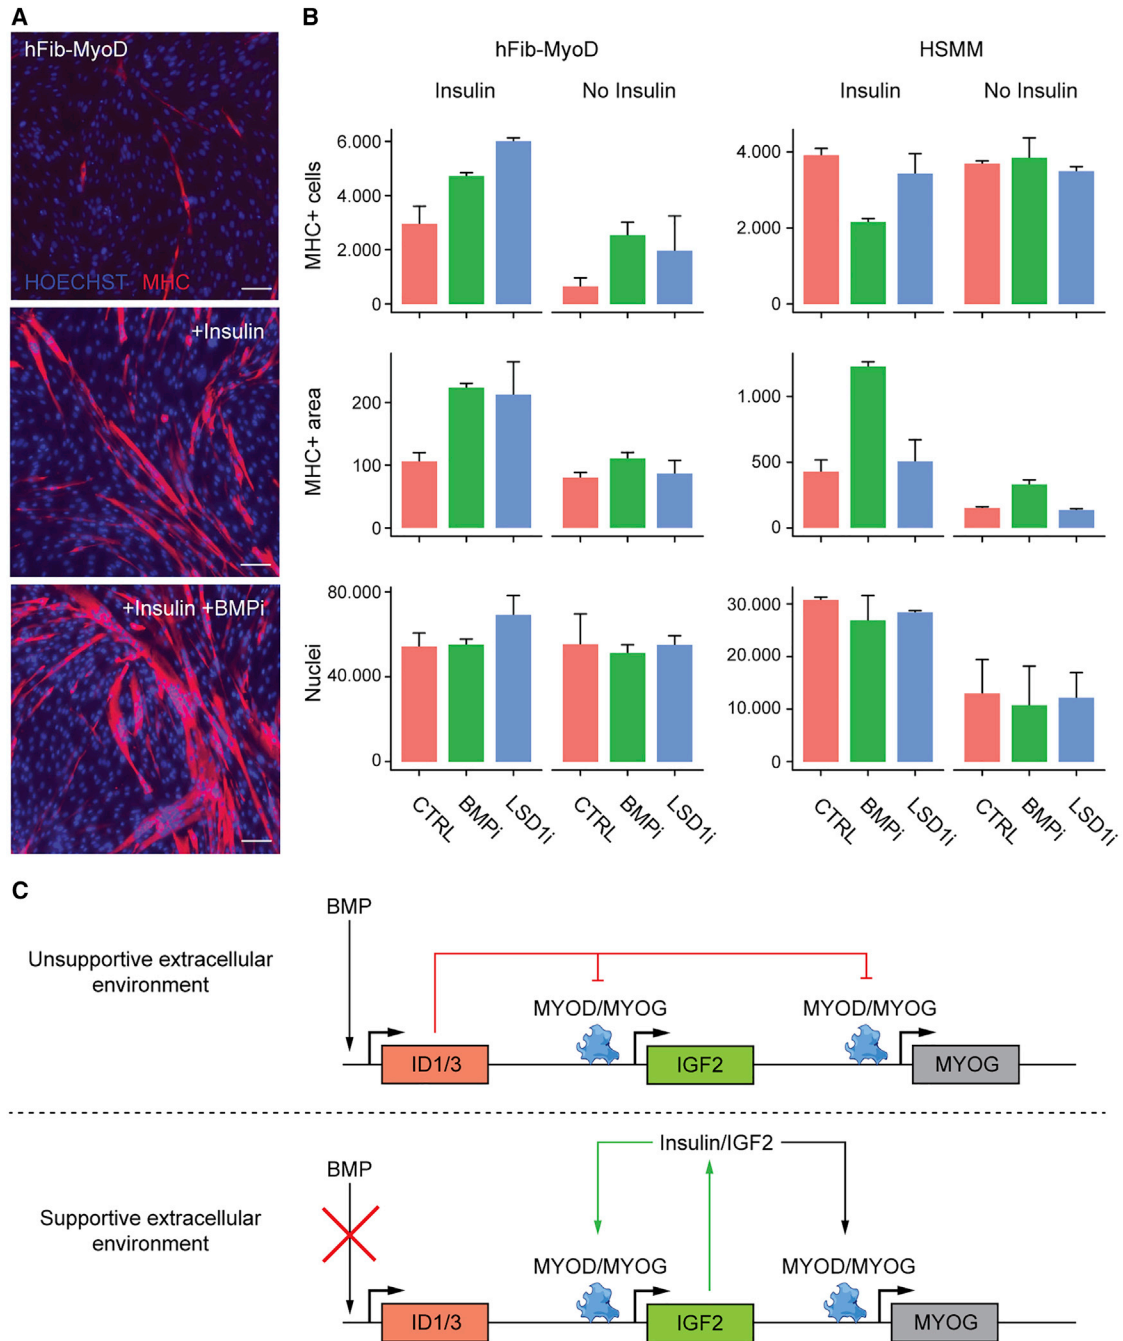 A
hFib-MyoD
HOECHST MHC
+Insulin
+Insulin +BMPi
B
hFib-MyoD HSMM
Insulin No Insulin Insulin No Insulin
MHC+ cells
6.000
4.000
2.000
0
4.000
2.000
0
MHC+ area
200
100
0
1.000
500
0
Nuclei
80.000
40.000
0
30.000
20.000
10.000
0
CTRL BMPi LSD1i CTRL BMPi LSD1i CTRL BMPi LSD1i CTRL BMPi LSD1i
C
BMP
Unsupportive extracellular
environment
MYOD/MYOG MYOD/MYOG
ID1/3 IGF2 MYOG
Insulin/IGF2
BMP
Supportive extracellular
environment
MYOD/MYOG MYOD/MYOG
ID1/3 IGF2 MYOG